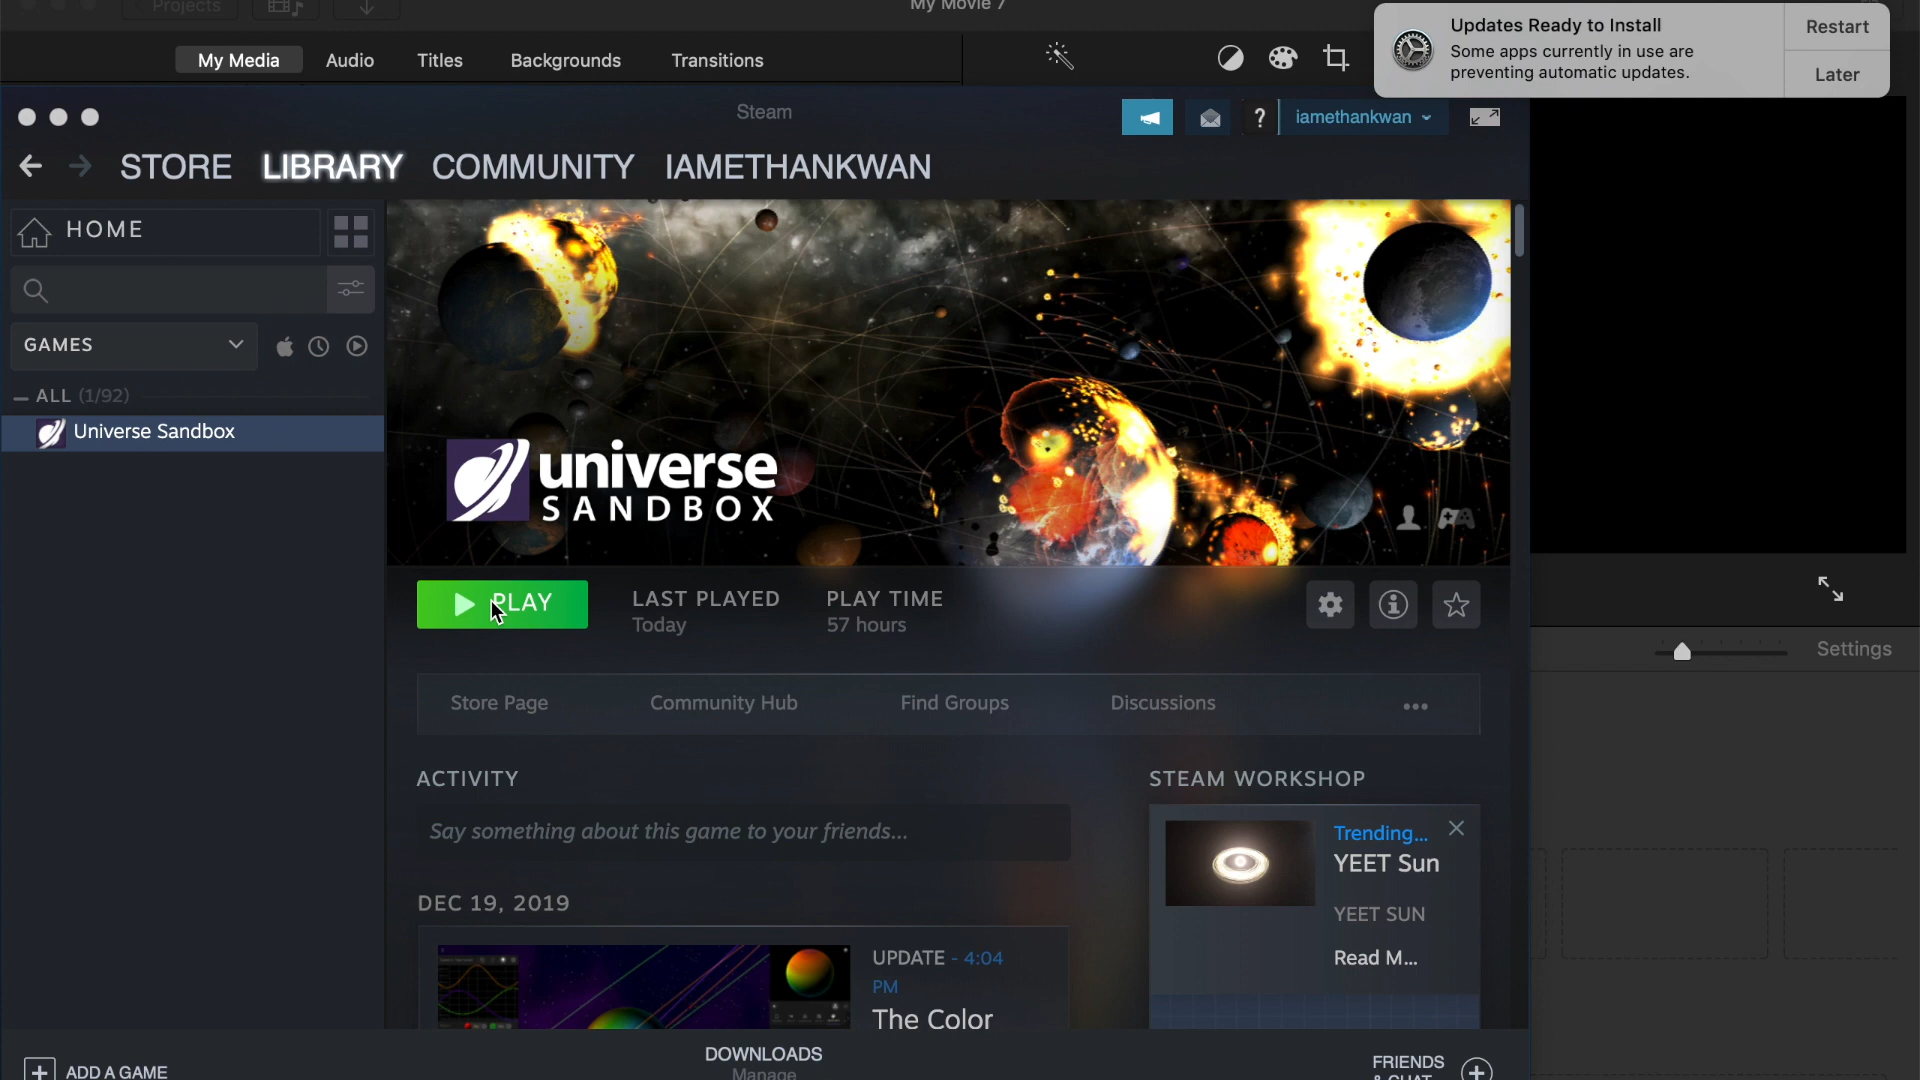 Projects
My Movie 7
My Media
Audio
Titles
Backgrounds
Transitions
Updates Ready to Install
Some apps currently in use are
preventing automatic updates.
Restart
Later
Steam
?
iamethankwan
STORE
LIBRARY
COMMUNITY
IAMETHANKWAN
HOME
GAMES
ALL (1/92)
Universe Sandbox
universe
SANDBOX
PLAY
LAST PLAYED
Today
PLAY TIME
57 hours
Settings
Store Page
Community Hub
Find Groups
Discussions
ACTIVITY
Say something about this game to your friends...
DEC 19, 2019
UPDATE - 4:04
PM
The Color
STEAM WORKSHOP
Trending...
YEET Sun
YEET SUN
Read M...
ADD A GAME
DOWNLOADS
Manage
FRIENDS
& CHAT